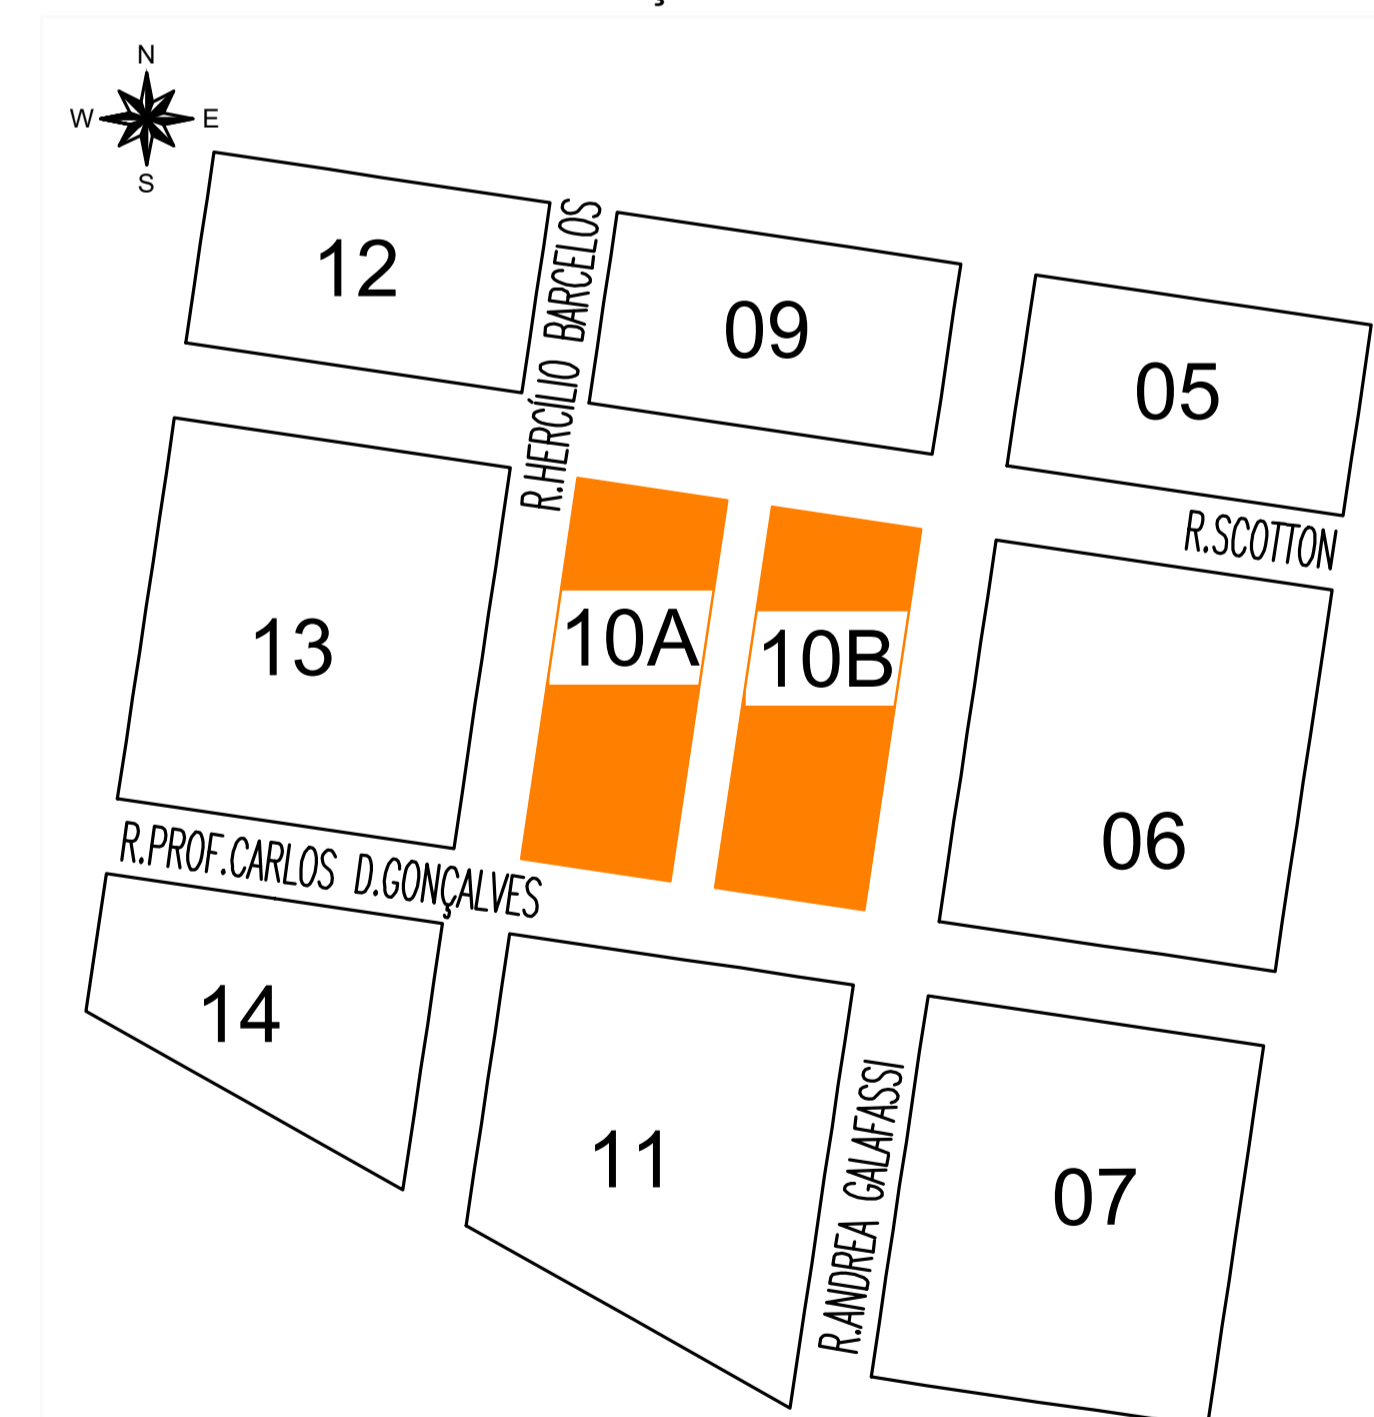 N
W E
S
12
R.HERCÍLIO BARCELOS
09
05
R.SCOTTON
13
10A
10B
06
R.PROF.CARLOS D.GONÇALVES
14
11
R.ANDREA GALAFASSI
07